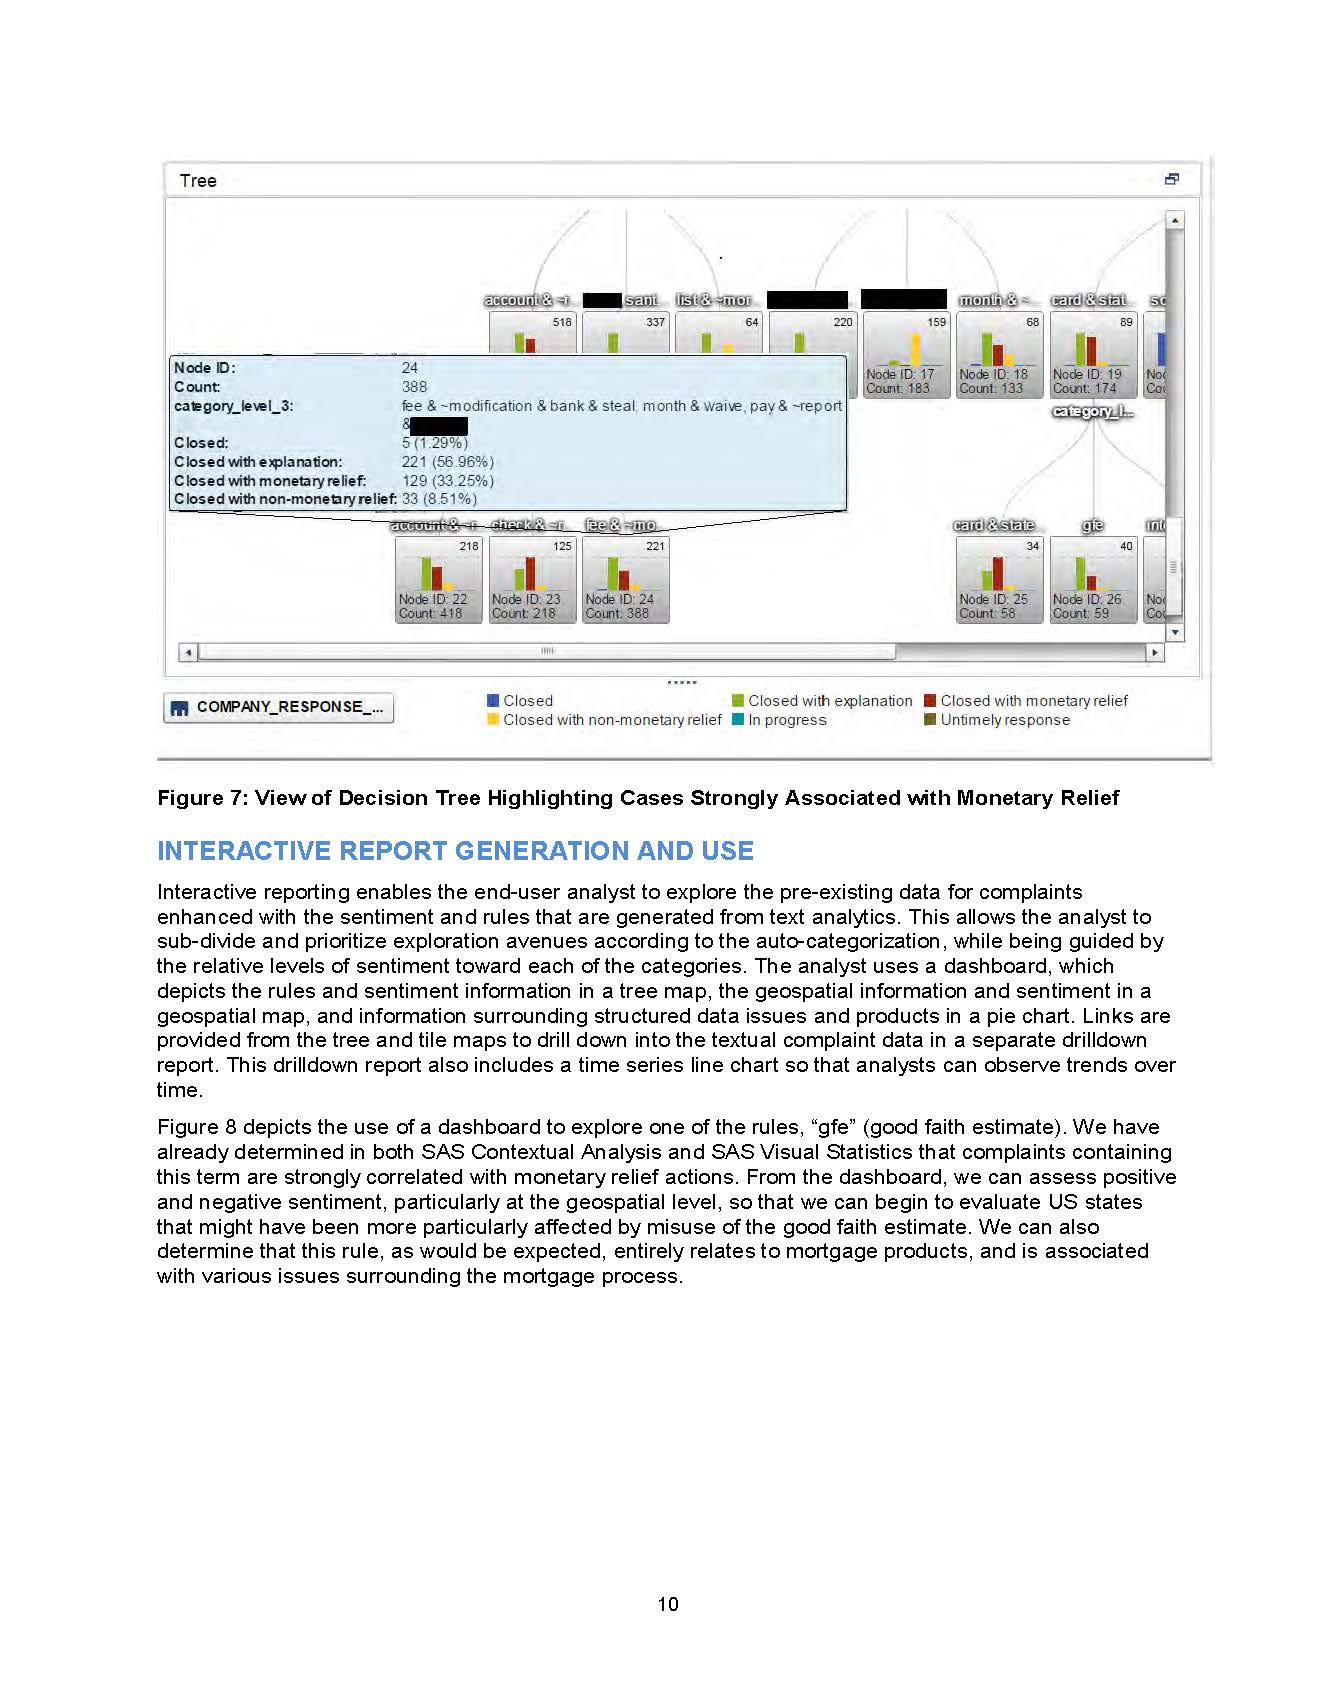 Tree
account & ~r... sant... list & ~mor... month & ~... card & stat...
518 337 64 220 159 68 89
Node ID: 17 Node ID: 18 Node ID: 19
Count: 183 Count: 133 Count: 174
category_l...
Node ID: 24
Count: 388
category_level_3: fee & ~modification & bank & steal, month & waive, pay & ~report
&
Closed: 5 (1.29%)
Closed with explanation: 221 (56.96%)
Closed with monetary relief: 129 (33.25%)
Closed with non-monetary relief: 33 (8.51%)
account & ~r... check & ~r... fee & ~mo... card & state... gfe
218 125 221 34 40
Node ID: 22 Node ID: 23 Node ID: 24 Node ID: 25 Node ID: 26
Count: 418 Count: 218 Count: 388 Count: 58 Count: 59
COMPANY_RESPONSE_...
Closed Closed with explanation Closed with monetary relief
Closed with non-monetary relief In progress Untimely response
Figure 7: View of Decision Tree Highlighting Cases Strongly Associated with Monetary Relief
INTERACTIVE REPORT GENERATION AND USE
Interactive reporting enables the end-user analyst to explore the pre-existing data for complaints
enhanced with the sentiment and rules that are generated from text analytics. This allows the analyst to
sub-divide and prioritize exploration avenues according to the auto-categorization, while being guided by
the relative levels of sentiment toward each of the categories. The analyst uses a dashboard, which
depicts the rules and sentiment information in a tree map, the geospatial information and sentiment in a
geospatial map, and information surrounding structured data issues and products in a pie chart. Links are
provided from the tree and tile maps to drill down into the textual complaint data in a separate drilldown
report. This drilldown report also includes a time series line chart so that analysts can observe trends over
time.
Figure 8 depicts the use of a dashboard to explore one of the rules, “gfe” (good faith estimate). We have
already determined in both SAS Contextual Analysis and SAS Visual Statistics that complaints containing
this term are strongly correlated with monetary relief actions. From the dashboard, we can assess positive
and negative sentiment, particularly at the geospatial level, so that we can begin to evaluate US states
that might have been more particularly affected by misuse of the good faith estimate. We can also
determine that this rule, as would be expected, entirely relates to mortgage products, and is associated
with various issues surrounding the mortgage process.
10